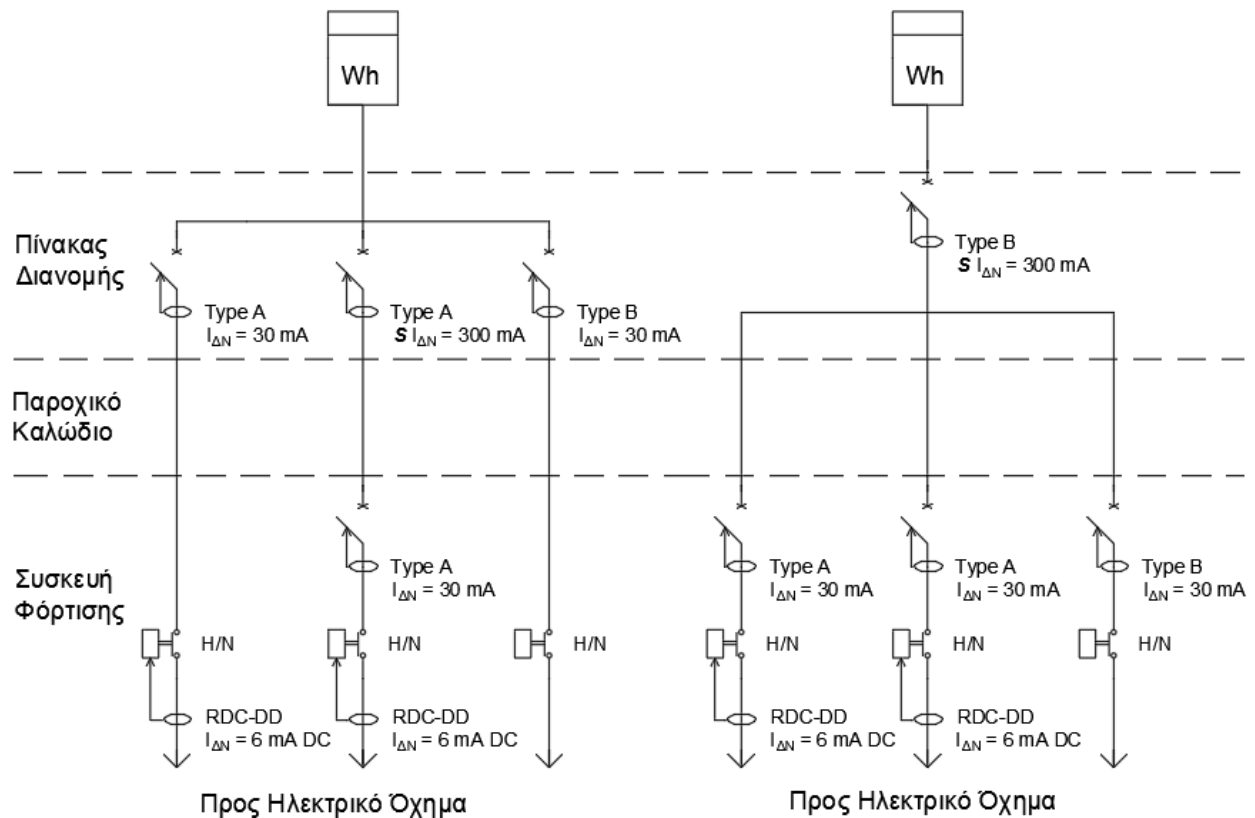 Wh
Wh
Πίνακας
Διανομής
Type B
S IΔN = 300 mA
Type A
IΔN = 30 mA
Type A
S IΔN = 300 mA
Type B
IΔN = 30 mA
Παροχικό
Καλώδιο
Συσκευή
Φόρτισης
Type A
IΔN = 30 mA
Type A
IΔN = 30 mA
Type A
IΔN = 30 mA
Type B
IΔN = 30 mA
H/N
H/N
H/N
H/N
H/N
H/N
RDC-DD
IΔN = 6 mA DC
RDC-DD
IΔN = 6 mA DC
RDC-DD
IΔN = 6 mA DC
RDC-DD
IΔN = 6 mA DC
Προς Ηλεκτρικό Όχημα
Προς Ηλεκτρικό Όχημα